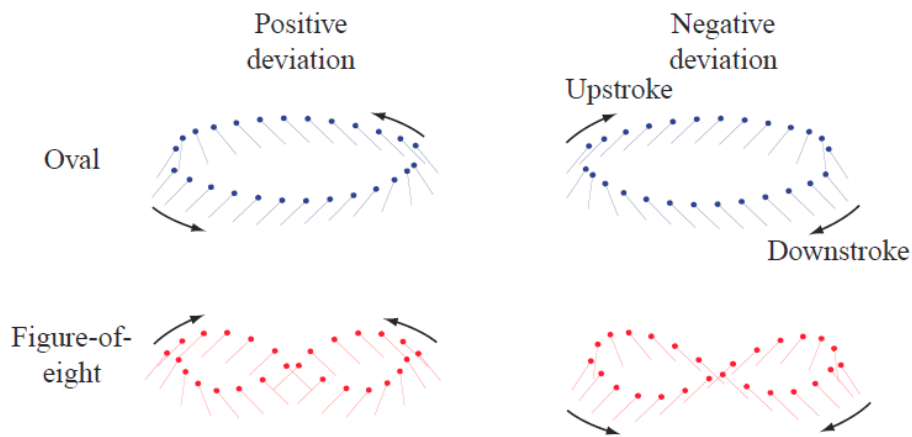 Positive
deviation
Negative
deviation
Upstroke
Oval
Downstroke
Figure-of-
eight